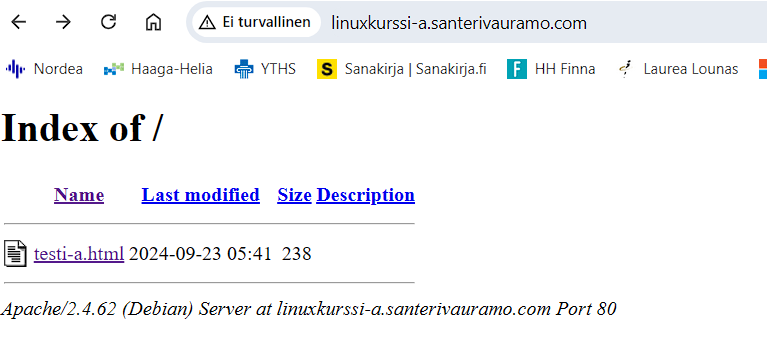 Ei turvallinen linuxkurssi-a.santerivauramo.com
Nordea Haaga-Helia YTHS S Sanakirja | Sanakirja.fi F HH Finna Laurea Lounas
Index of /
Name Last modified Size Description
testi-a.html 2024-09-23 05:41 238
Apache/2.4.62 (Debian) Server at linuxkurssi-a.santerivauramo.com Port 80